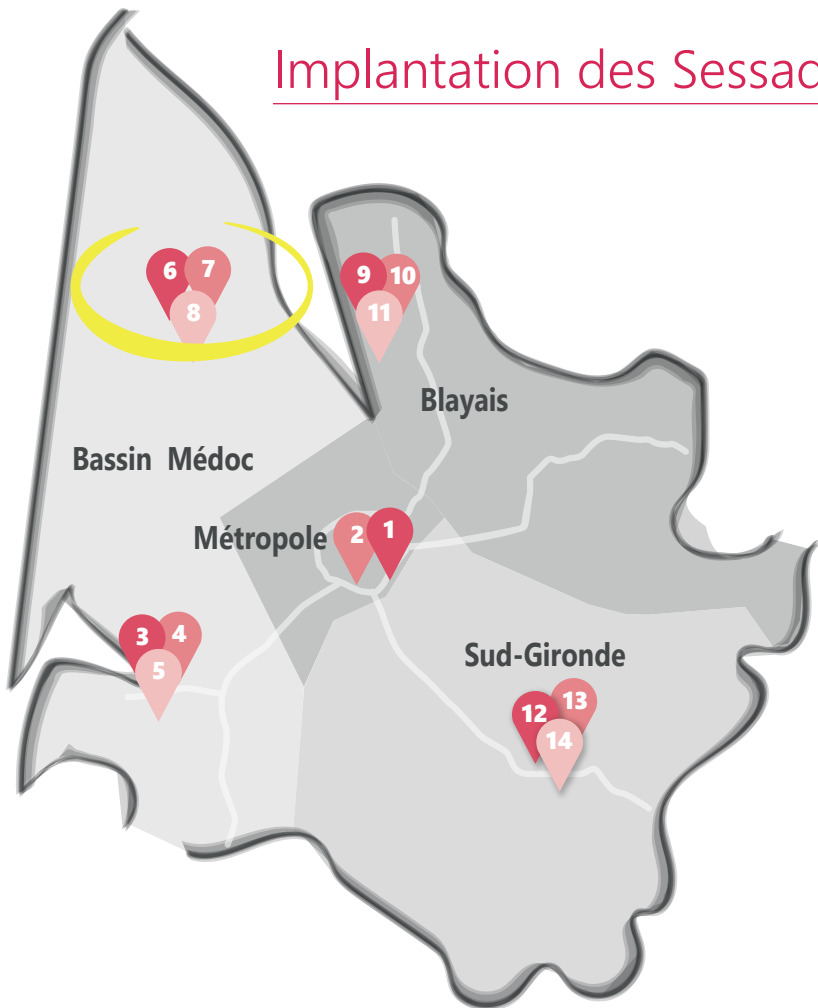 Implantation des Sessad
6
7
8
9
10
11
Blayais
Bassin Médoc
Métropole
2
1
3
4
5
Sud-Gironde
12
13
14